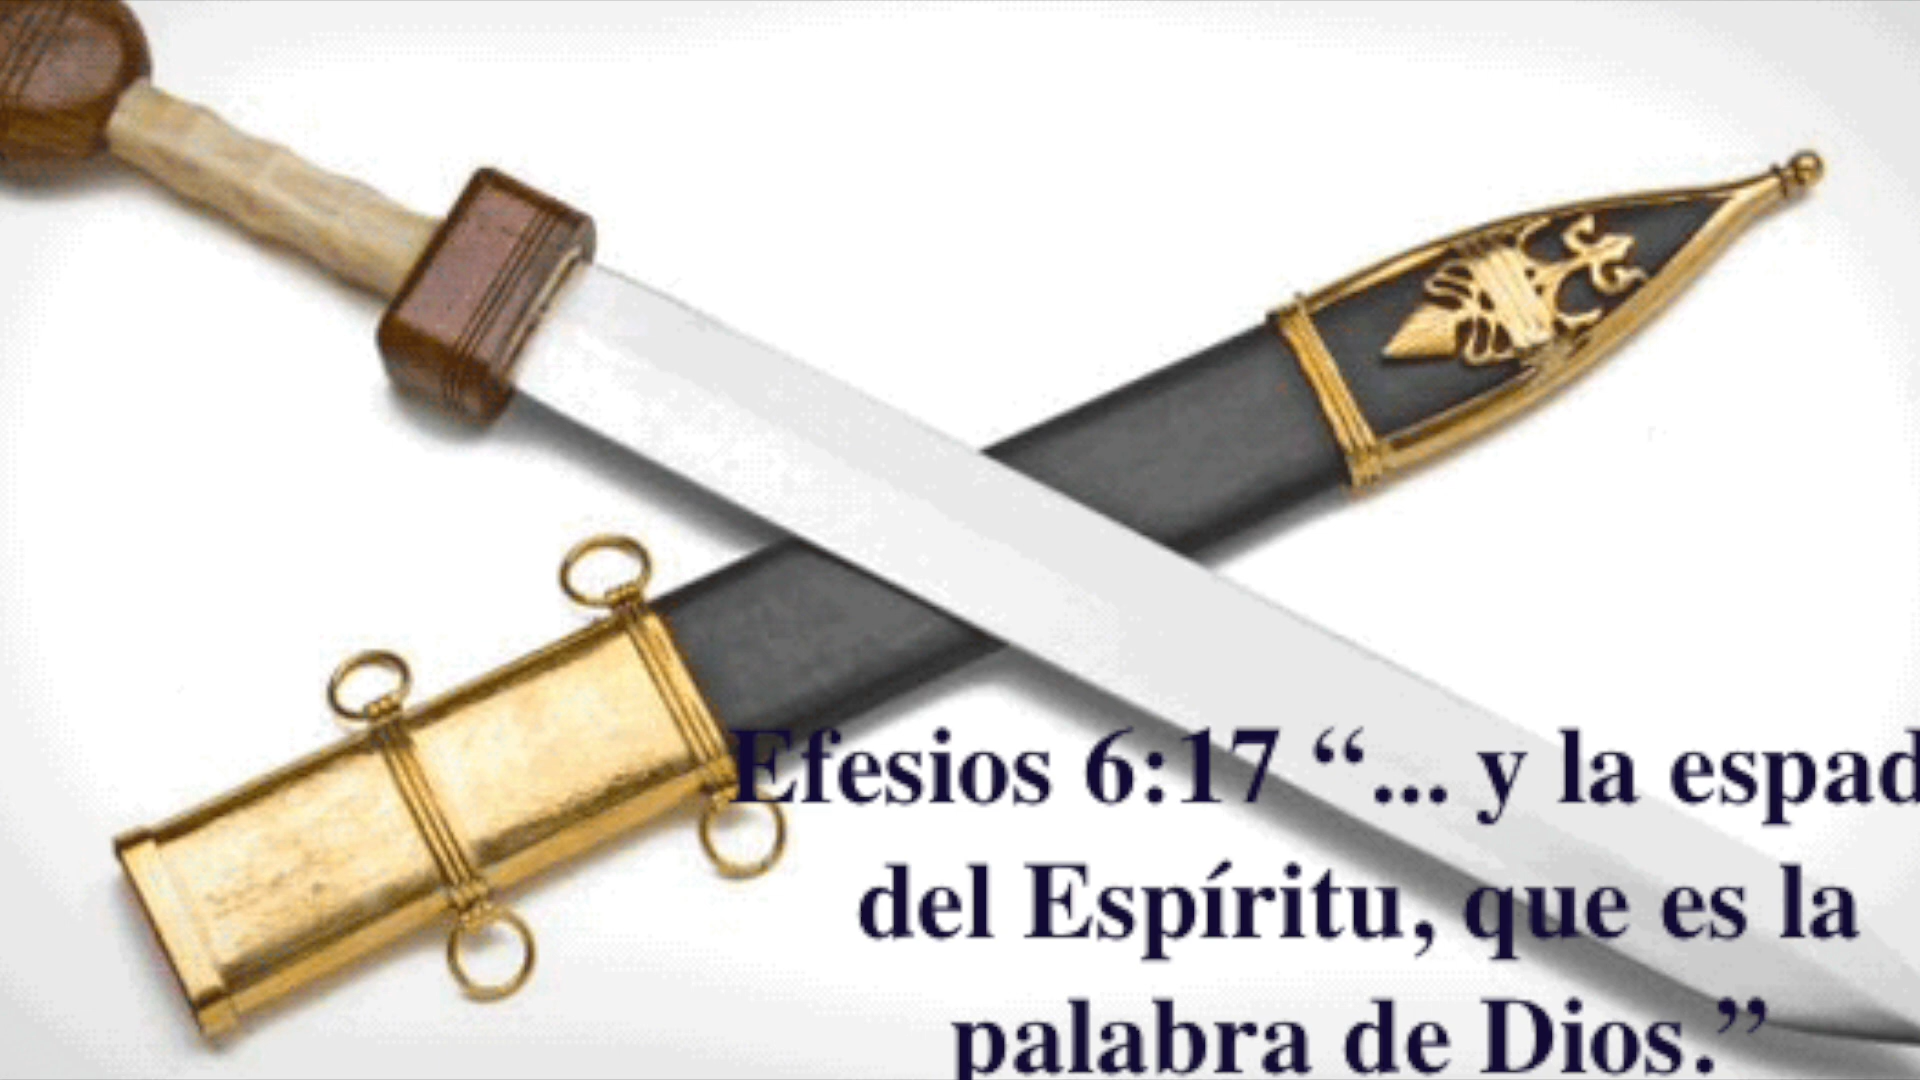 Efesios 6:17 “... y la espad
del Espíritu, que es la
palabra de Dios.”